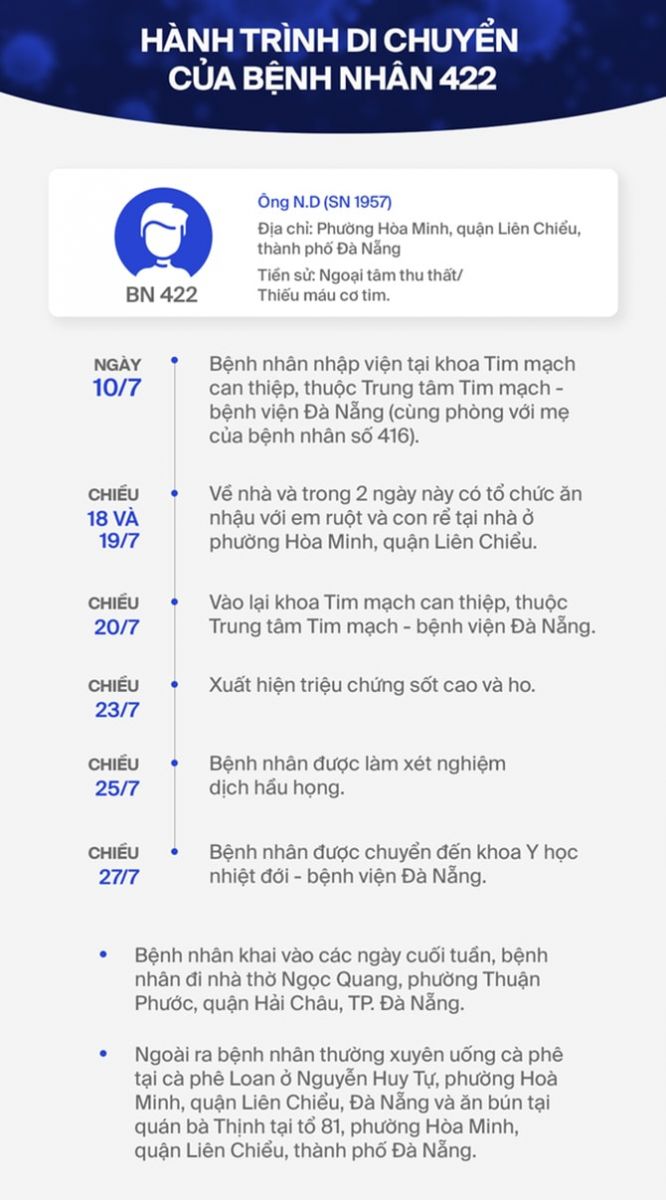 HÀNH TRÌNH DI CHUYỂN
CỦA BỆNH NHÂN 422
BN 422
Ông N.D (SN 1957)
Địa chỉ: Phường Hòa Minh, quận Liên Chiểu,
thành phố Đà Nẵng
Tiền sử: Ngoại tâm thu thất/
Thiếu máu cơ tim.
NGÀY
10/7
Bệnh nhân nhập viện tại khoa Tim mạch
can thiệp, thuộc Trung tâm Tim mạch -
bệnh viện Đà Nẵng (cùng phòng với mẹ
của bệnh nhân số 416).
CHIỀU
18 VÀ
19/7
Về nhà và trong 2 ngày này có tổ chức ăn
nhậu với em ruột và con rể tại nhà ở
phường Hòa Minh, quận Liên Chiểu.
CHIỀU
20/7
Vào lại khoa Tim mạch can thiệp, thuộc
Trung tâm Tim mạch - bệnh viện Đà Nẵng.
CHIỀU
23/7
Xuất hiện triệu chứng sốt cao và ho.
CHIỀU
25/7
Bệnh nhân được làm xét nghiệm
dịch hầu họng.
CHIỀU
27/7
Bệnh nhân được chuyển đến khoa Y học
nhiệt đới - bệnh viện Đà Nẵng.
• Bệnh nhân khai vào các ngày cuối tuần, bệnh
nhân đi nhà thờ Ngọc Quang, phường Thuận
Phước, quận Hải Châu, TP. Đà Nẵng.
• Ngoài ra bệnh nhân thường xuyên uống cà phê
tại cà phê Loan ở Nguyễn Huy Tự, phường Hoà
Minh, quận Liên Chiểu, Đà Nẵng và ăn bún tại
quán bà Thịnh tại tổ 81, phường Hòa Minh,
quận Liên Chiểu, thành phố Đà Nẵng.